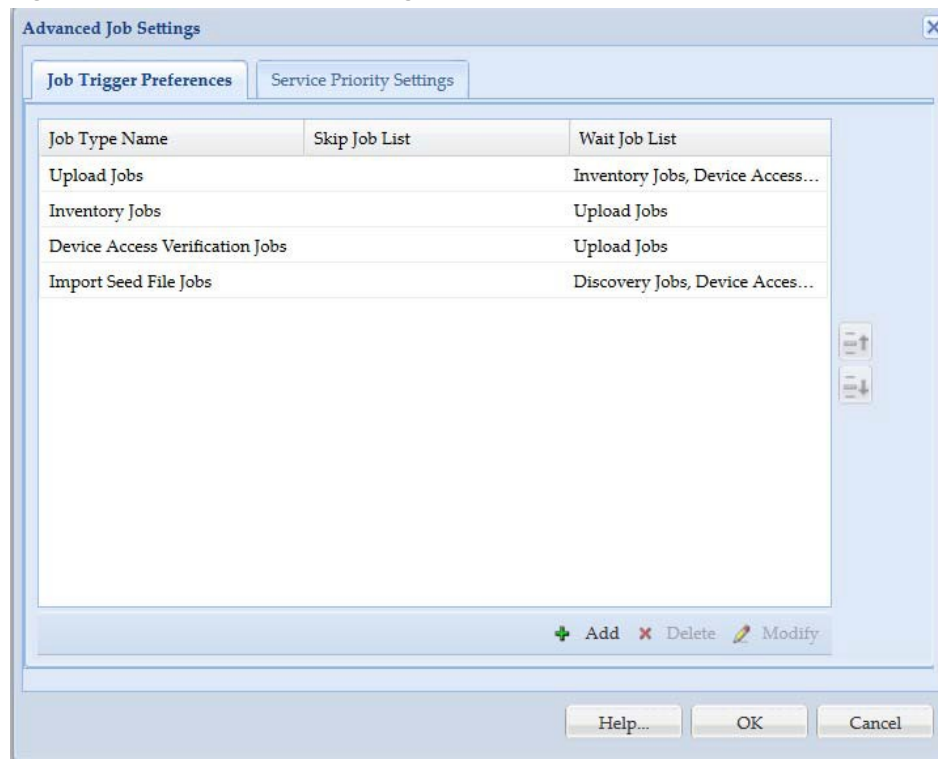 Advanced Job Settings
Job Trigger Preferences Service Priority Settings
Job Type Name Skip Job List Wait Job List
Upload Jobs Inventory Jobs, Device Access...
Inventory Jobs Upload Jobs
Device Access Verification Jobs Upload Jobs
Import Seed File Jobs Discovery Jobs, Device Acces...
Add Delete Modify
Help... OK Cancel